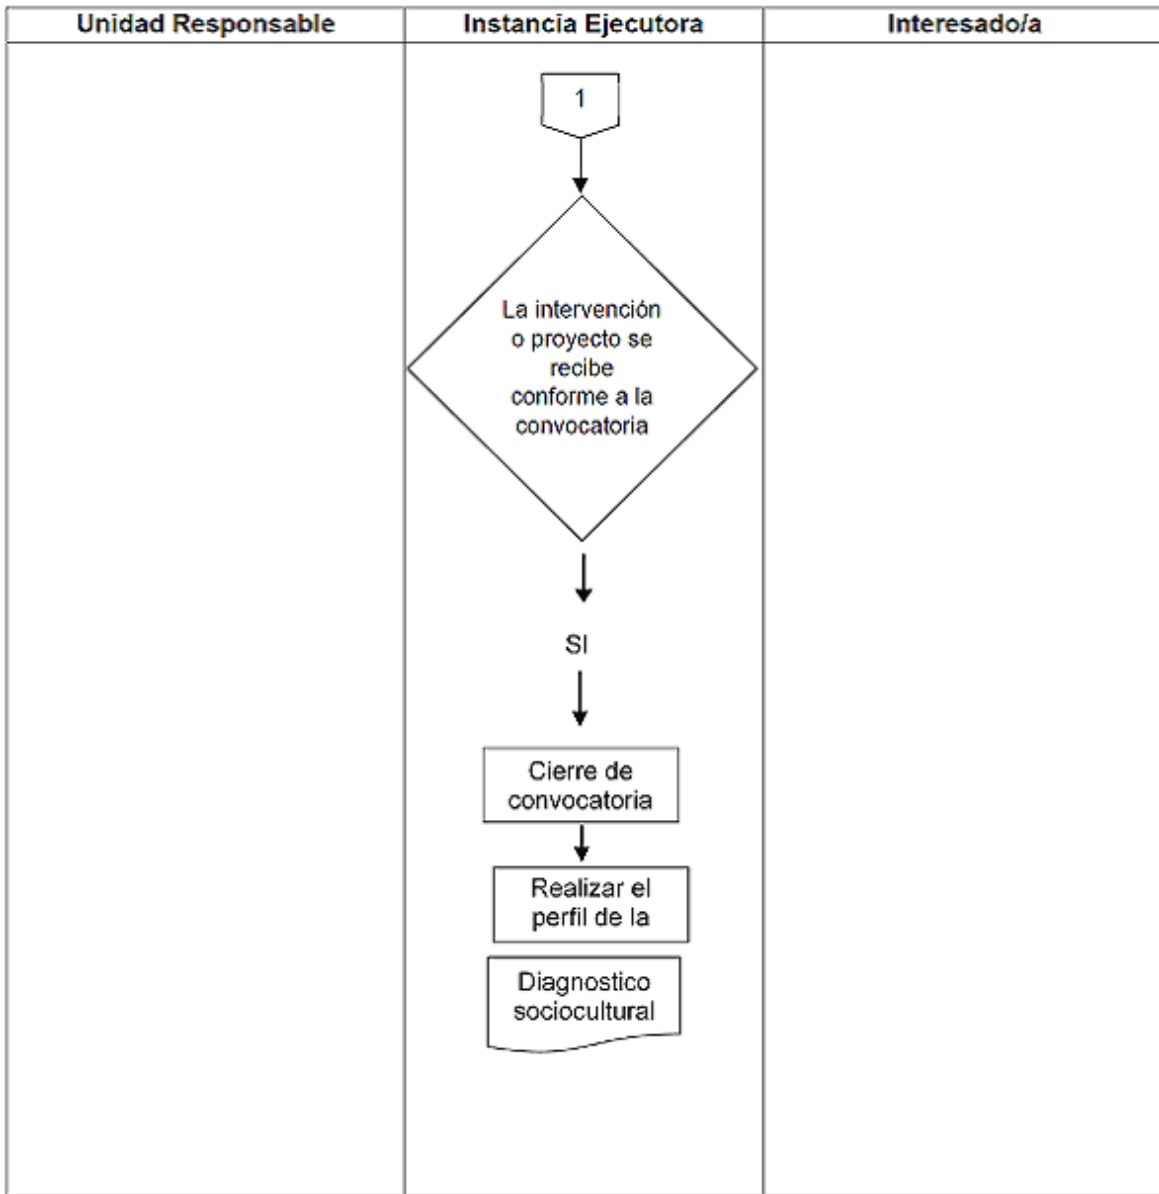 Unidad Responsable
Instancia Ejecutora
Interesado/a
1
La intervención
o proyecto se
recibe
conforme a la
convocatoria
SI
Cierre de
convocatoria
Realizar el
perfil de la
Diagnostico
sociocultural